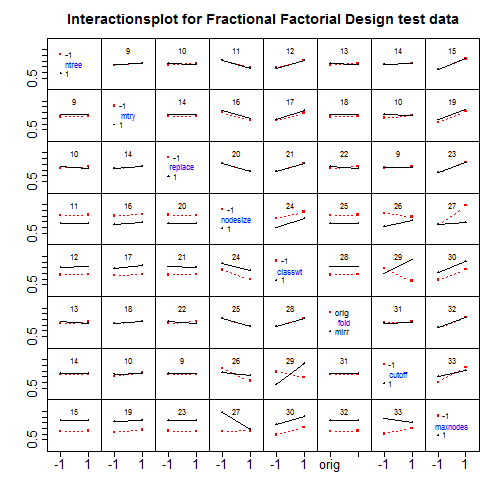 Interactionsplot for Fractional Factorial Design test data
-1 ntree 1 9 10 11 12 13 14 15
0.5
9 -1 mtry 1 14 16 17 18 10 19
0.5
10 14 -1 replace 1 20 21 22 9 23
0.5
11 16 20 -1 nodesize 1 24 25 26 27
0.5
12 17 21 24 -1 classwt 1 28 29 30
0.5
13 18 22 25 28 orig fold mirr 31 32
0.5
14 10 9 26 29 31 -1 cutoff 1 33
0.5
15 19 23 27 30 32 33 -1 maxnodes 1
0.5
-1 1 -1 1 -1 1 -1 1 -1 1 orig -1 1 -1 1